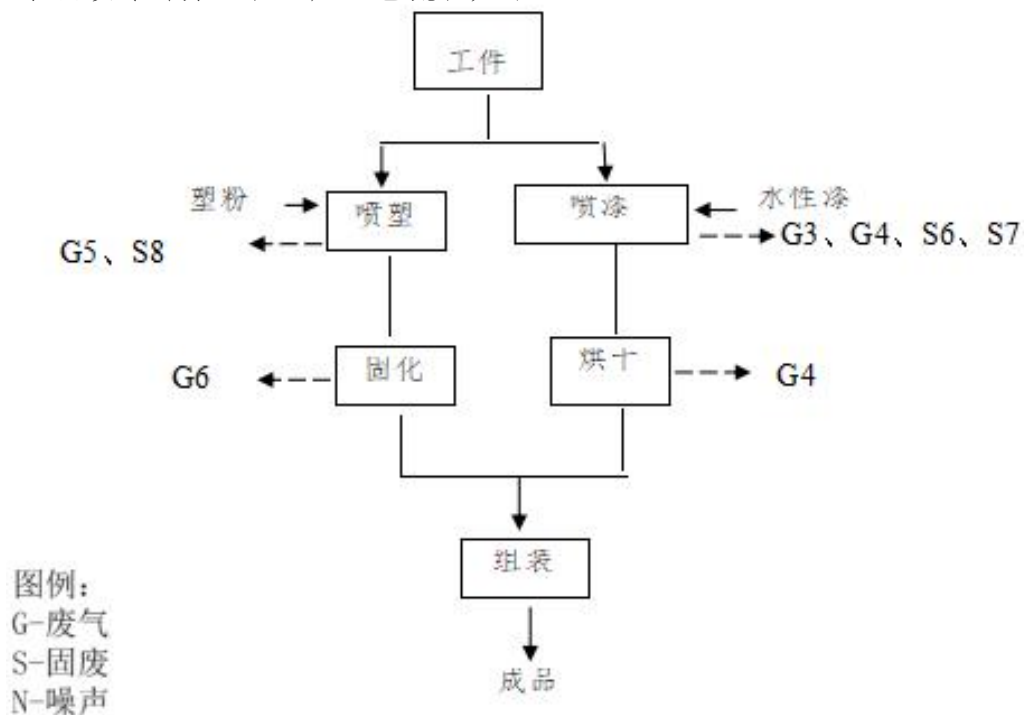 工件
塑粉
喷塑
喷漆
水性漆
G5、S8
G3、G4、S6、S7
G6
固化
烘干
G4
组装
成品
图例：
G-废气
S-固废
N-噪声